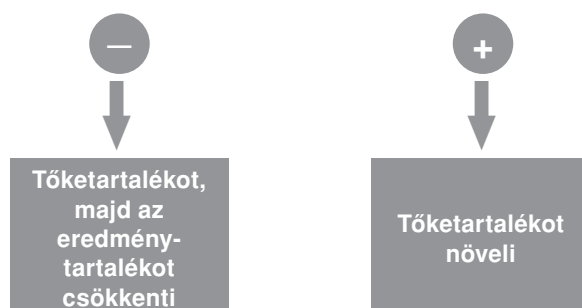 −
+
Tőketartalékot,
majd az
eredmény-
tartalékot
csökkenti
Tőketartalékot
növeli